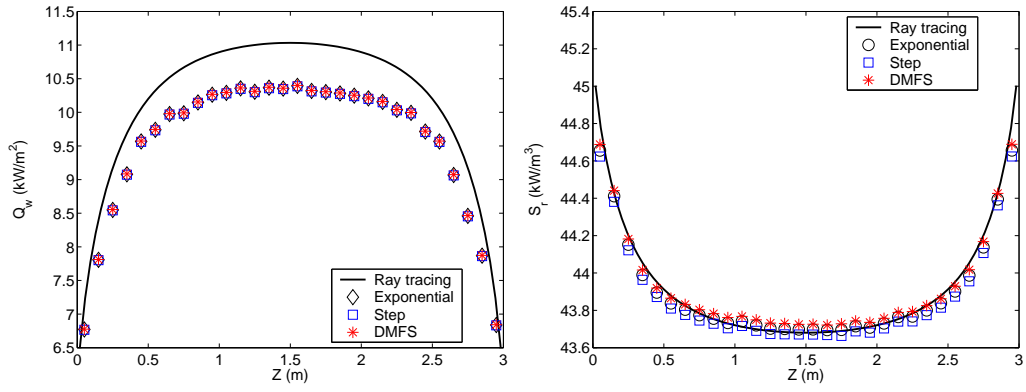 11.5
11
10.5
10
9.5
9
8.5
8
7.5
7
6.5
Q_w (kW/m^2)
Ray tracing
Exponential
Step
DMFS
0 0.5 1 1.5 2 2.5 3
Z (m)
45.4
45.2
45
44.8
44.6
44.4
44.2
44
43.8
43.6
S_r (kW/m^3)
Ray tracing
Exponential
Step
DMFS
0 0.5 1 1.5 2 2.5 3
Z (m)